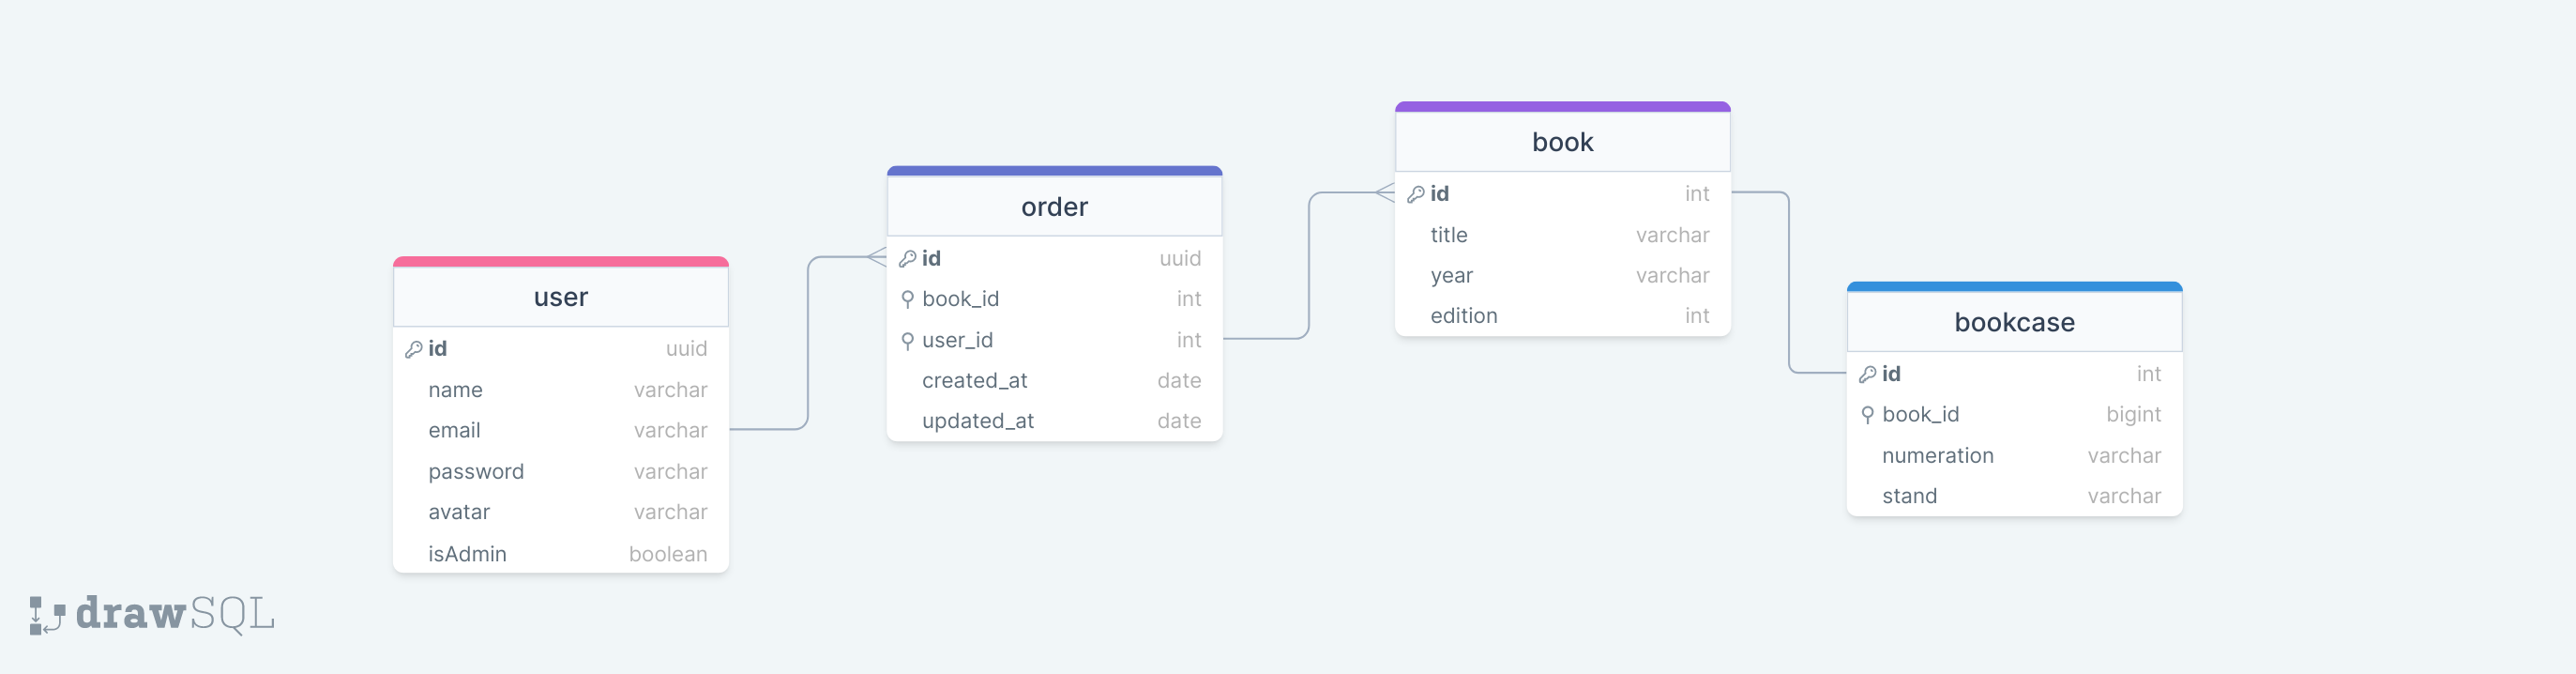 user
id uuid
name varchar
email varchar
password varchar
avatar varchar
isAdmin boolean
order
id uuid
book_id int
user_id int
created_at date
updated_at date
book
id int
title varchar
year varchar
edition int
bookcase
id int
book_id bigint
numeration varchar
stand varchar
drawSQL